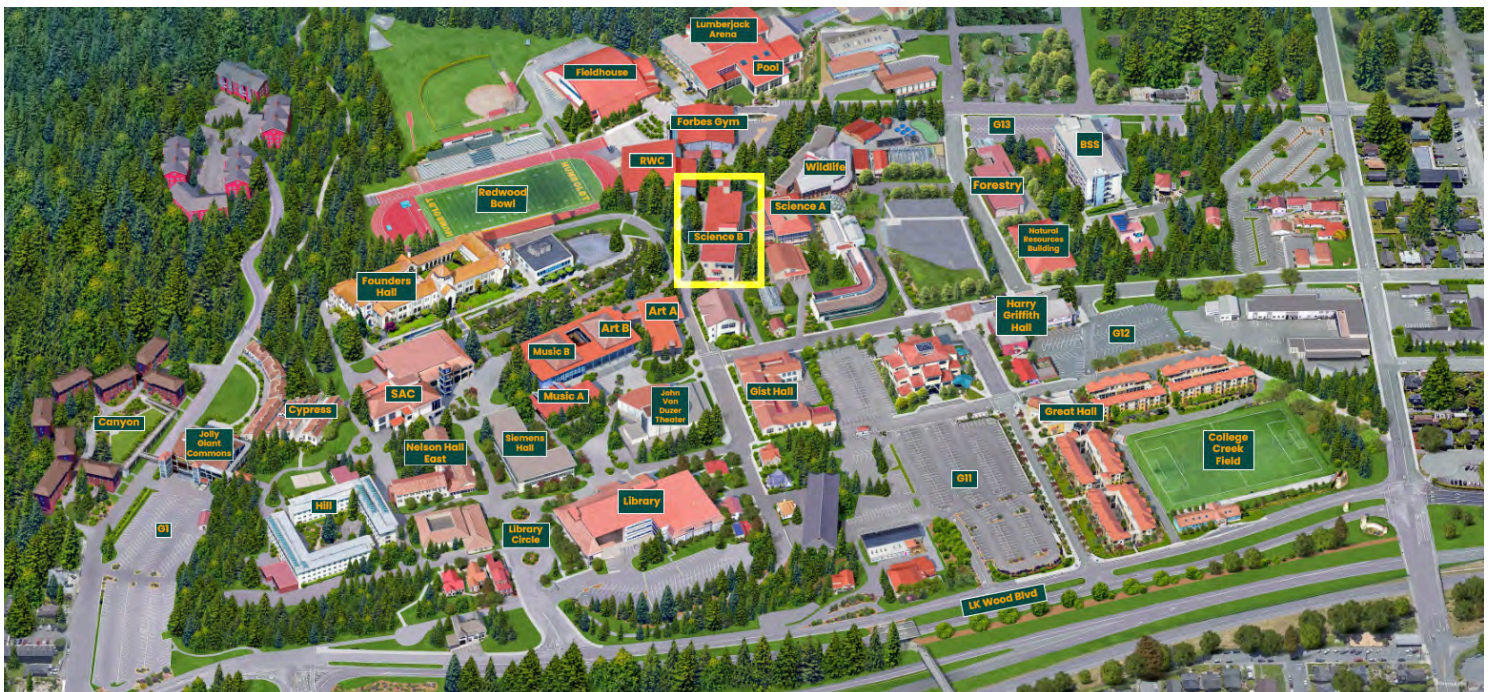 Lumberjack
Arena
Pool
Fieldhouse
Forbes Gym
G13
BSS
RWC
Wildlife
Redwood
Bowl
HUMBOLDT
HUMBOLDT
Forestry
Science A
Science B
Natural
Resources
Building
Founders
Hall
Art A
Art B
Music B
Harry
Griffith
Hall
G12
SAC
Music A
John
Van
Duzer
Theater
Gist Hall
Canyon
Cypress
Great Hall
Jolly
Giant
Commons
Nelson Hall
East
Siemens
Hall
College
Creek
Field
G11
Hill
Library
G1
Library
Circle
LK Wood Blvd